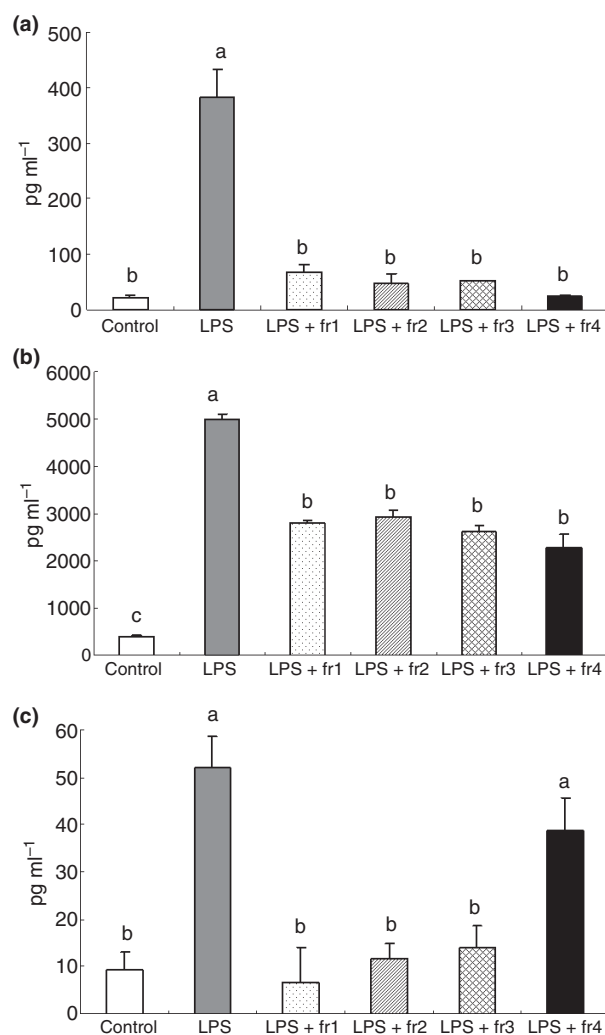 (a)
500
400
300
200
100
0
pg ml⁻¹
b
a
b
b
b
b
Control LPS LPS + fr1 LPS + fr2 LPS + fr3 LPS + fr4
(b)
6000
5000
4000
3000
2000
1000
0
pg ml⁻¹
c
a
b
b
b
b
Control LPS LPS + fr1 LPS + fr2 LPS + fr3 LPS + fr4
(c)
60
50
40
30
20
10
0
pg ml⁻¹
b
a
b
b
b
a
Control LPS LPS + fr1 LPS + fr2 LPS + fr3 LPS + fr4